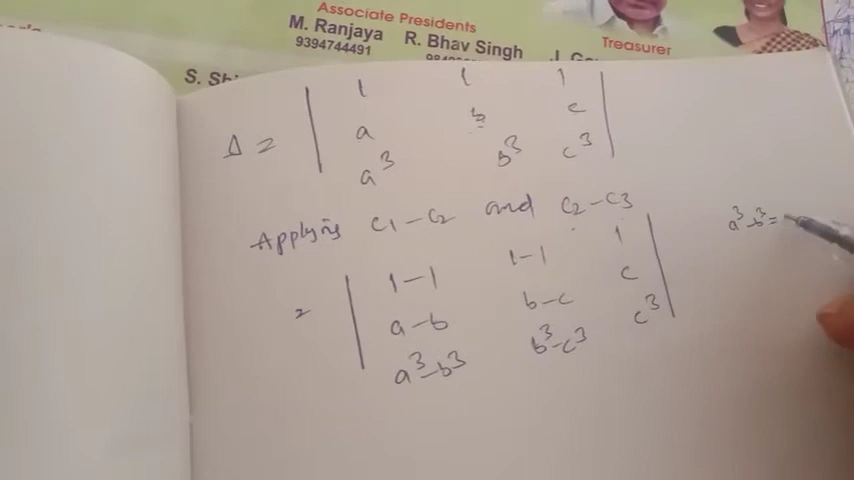 Associate Presidents
M. Ranjaya R. Bhav Singh
9394744491
Treasurer
Δ = | 1 1 1 |
| a b c |
| a³ b³ c³ |
Applying C1-C2 and C2-C3
= | 1-1 1-1 1 |
| a-b b-c c |
| a³-b³ b³-c³ c³ |
a³-b³=